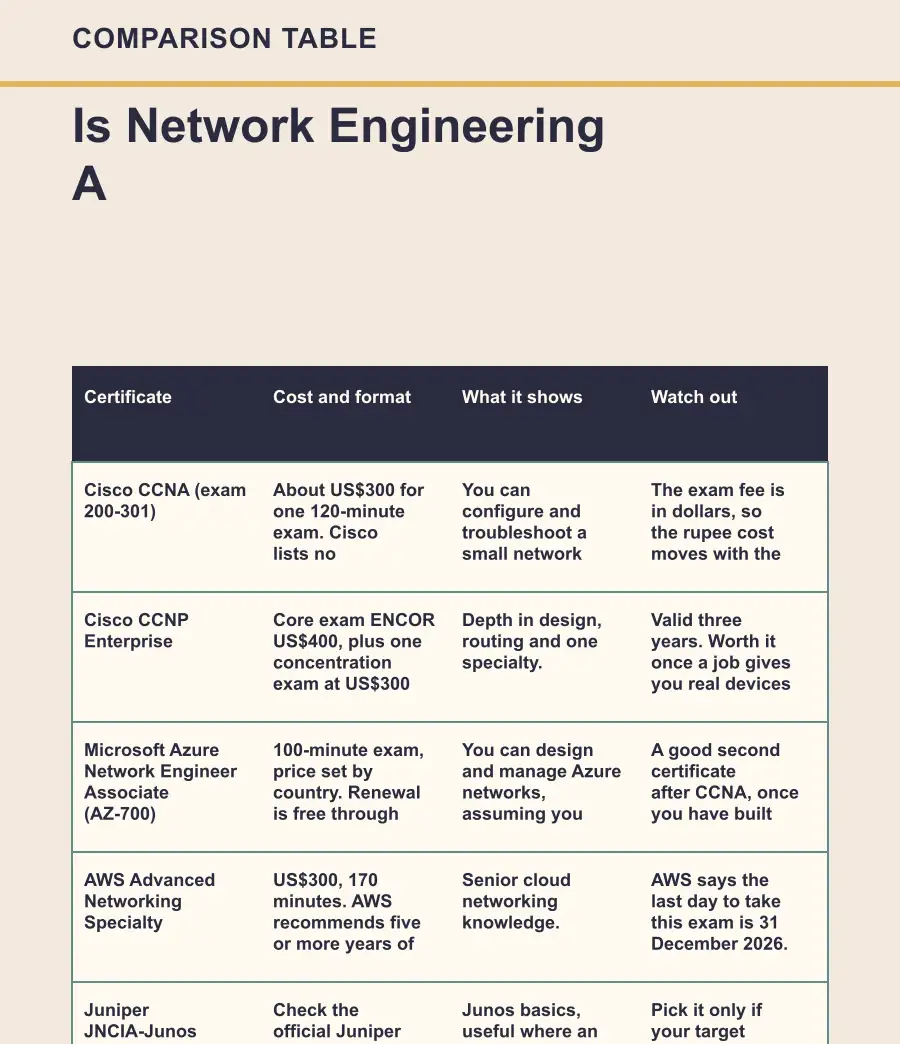 COMPARISON TABLE
Is Network Engineering
A
Certificate
Cost and format
What it shows
Watch out
Cisco CCNA (exam
200-301)
About US$300 for
one 120-minute
exam. Cisco
lists no
You can
configure and
troubleshoot a
small network
The exam fee is
in dollars, so
the rupee cost
moves with the
Cisco CCNP
Enterprise
Core exam ENCOR
US$400, plus one
concentration
exam at US$300
Depth in design,
routing and one
specialty.
Valid three
years. Worth it
once a job gives
you real devices
Microsoft Azure
Network Engineer
Associate
(AZ-700)
100-minute exam,
price set by
country. Renewal
is free through
You can design
and manage Azure
networks,
assuming you
A good second
certificate
after CCNA, once
you have built
AWS Advanced
Networking
Specialty
US$300, 170
minutes. AWS
recommends five
or more years of
Senior cloud
networking
knowledge.
AWS says the
last day to take
this exam is 31
December 2026.
Juniper
JNCIA-Junos
Check the
official Juniper
Junos basics,
useful where an
Pick it only if
your target